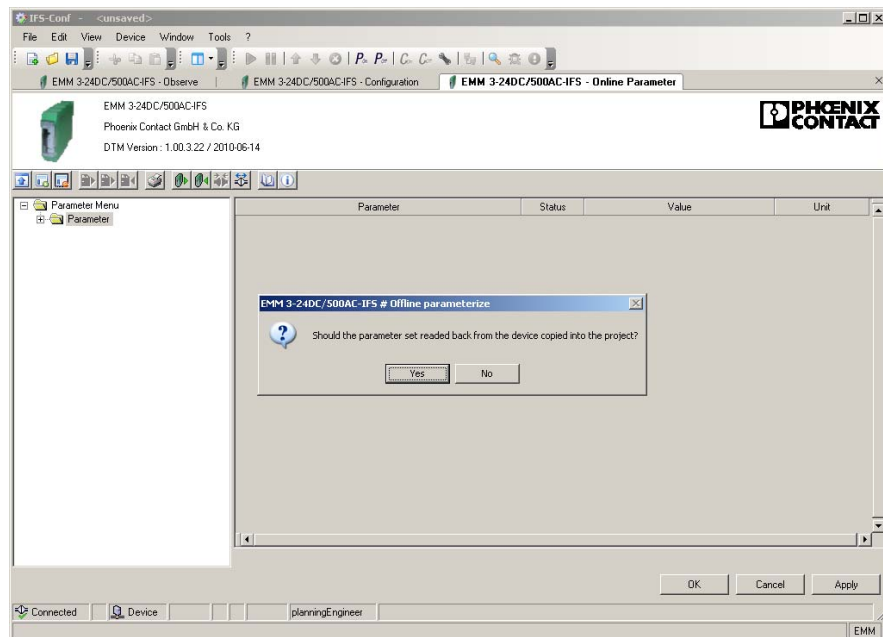 IFS-Conf - <unsaved>
File Edit View Device Window Tools ?
EMM 3-24DC/500AC-IFS - Observe
EMM 3-24DC/500AC-IFS - Configuration
EMM 3-24DC/500AC-IFS - Online Parameter
EMM 3-24DC/500AC-IFS
Phoenix Contact GmbH & Co. KG
DTM Version : 1.00.3.22 / 2010-06-14
PHŒNIX
CONTACT
Parameter Menu
Parameter
Parameter Status Value Unit
EMM 3-24DC/500AC-IFS # Offline parameterize
Should the parameter set readed back from the device copied into the project?
Yes No
OK Cancel Apply
Connected Device planningEngineer
EMM